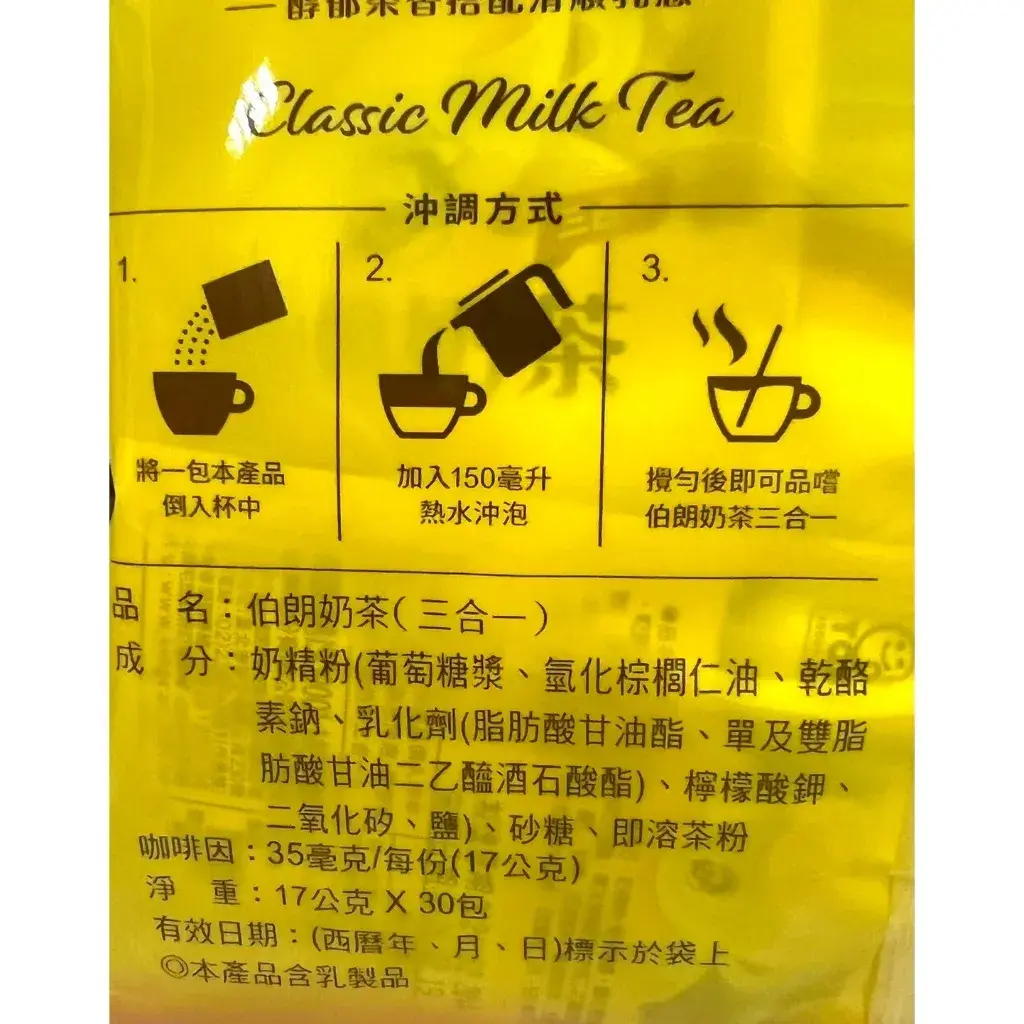 Classic Milk Tea
沖調方式
1.
2.
3.
將一包本產品
倒入杯中
加入150毫升
熱水沖泡
攪勻後即可品嚐
伯朗奶茶三合一
品 名：伯朗奶茶(三合一)
成 分：奶精粉(葡萄糖漿、氫化棕櫚仁油、乾酪
素鈉、乳化劑(脂肪酸甘油酯、單及雙脂
肪酸甘油二乙醯酒石酸酯)、檸檬酸鉀、
二氧化矽、鹽)、砂糖、即溶茶粉
咖啡因：35毫克/每份(17公克)
淨 重：17公克 X 30包
有效日期：(西曆年、月、日)標示於袋上
◎本產品含乳製品